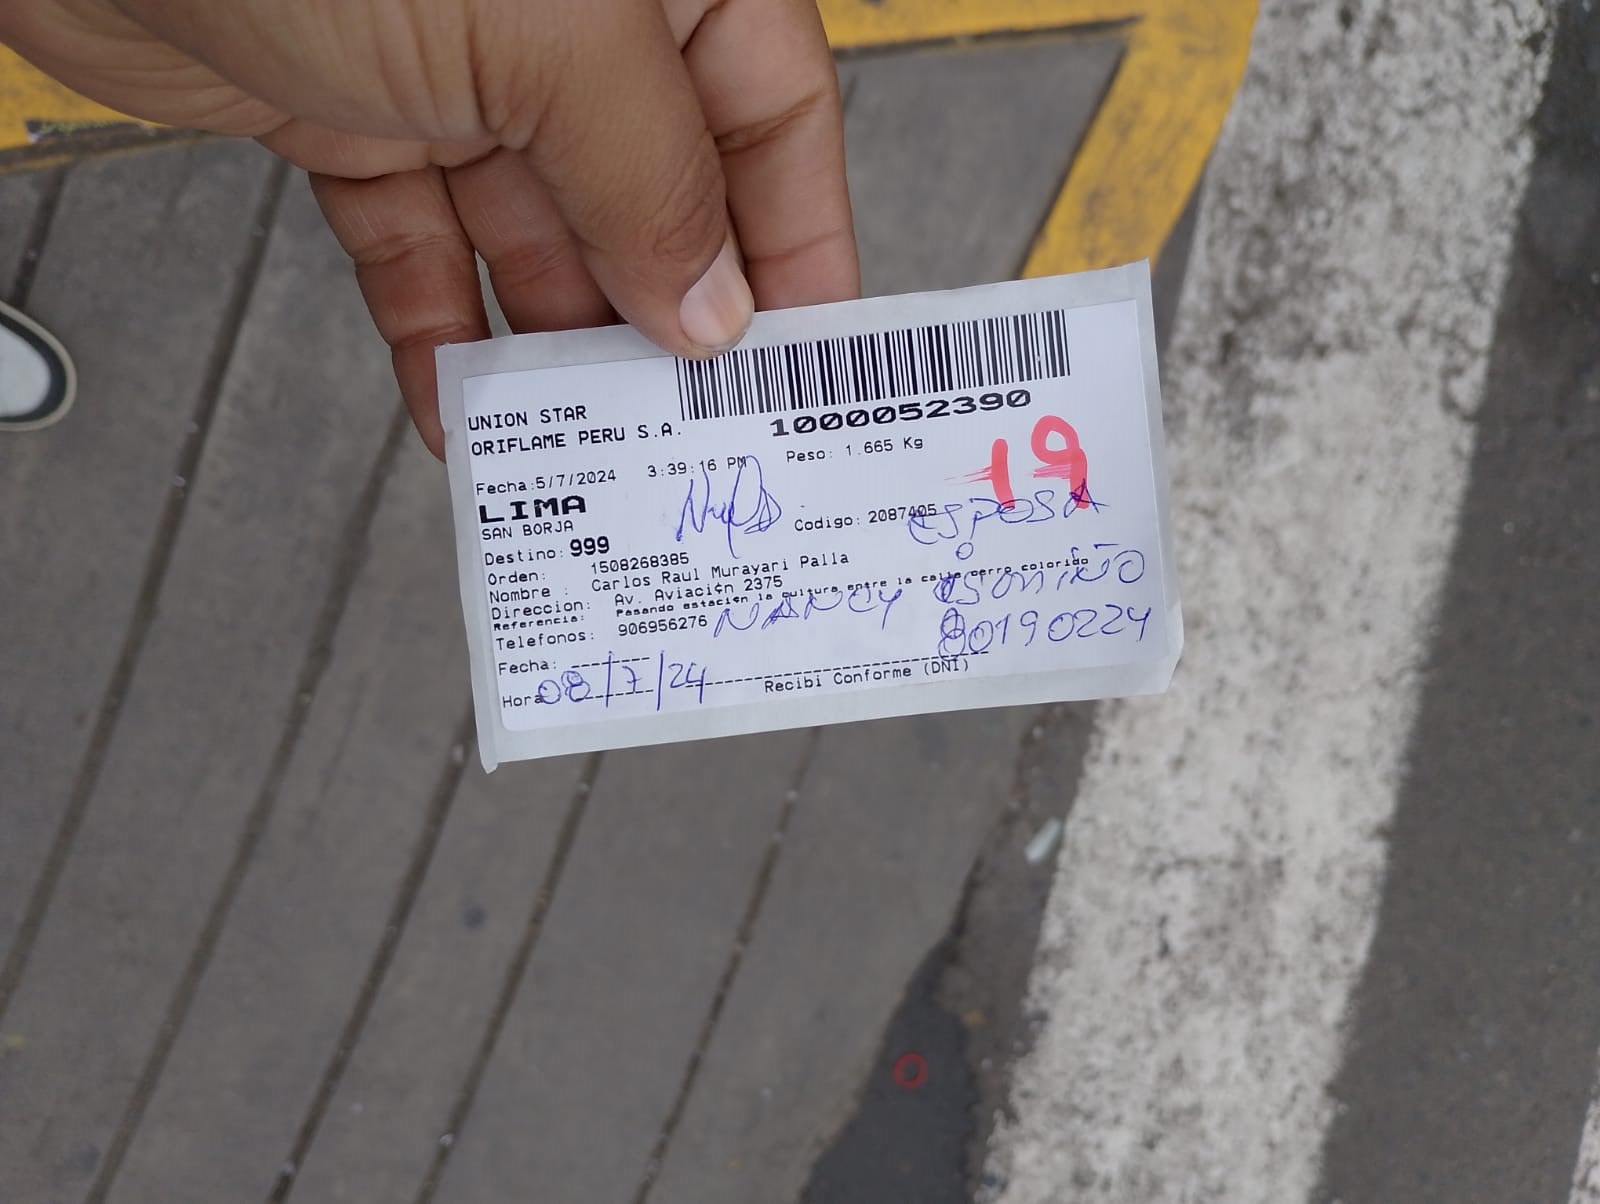 UNION STAR
ORIFLAME PERU S.A.
1000052390
Fecha:5/7/2024 3:39:16 PM Peso: 1.665 Kg
19
LIMA
SAN BORJA
Codigo: 2087405
ESPOSA
Destino: 999
Orden: 1508268385
Nombre : Carlos Raul Murayari Palla
Direccion: Av. Aviación 2375
Referencia: Pasando estación la cultura entre la calle cerro colorido
Telefonos: 906956276
NANCY
80190224
Fecha:
08/7/24
Hora
Recibi Conforme (DNI)